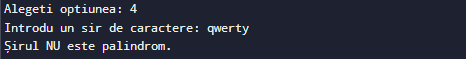 Alegeti optiunea: 4
Introdu un sir de caractere: qwerty
Șirul NU este palindrom.